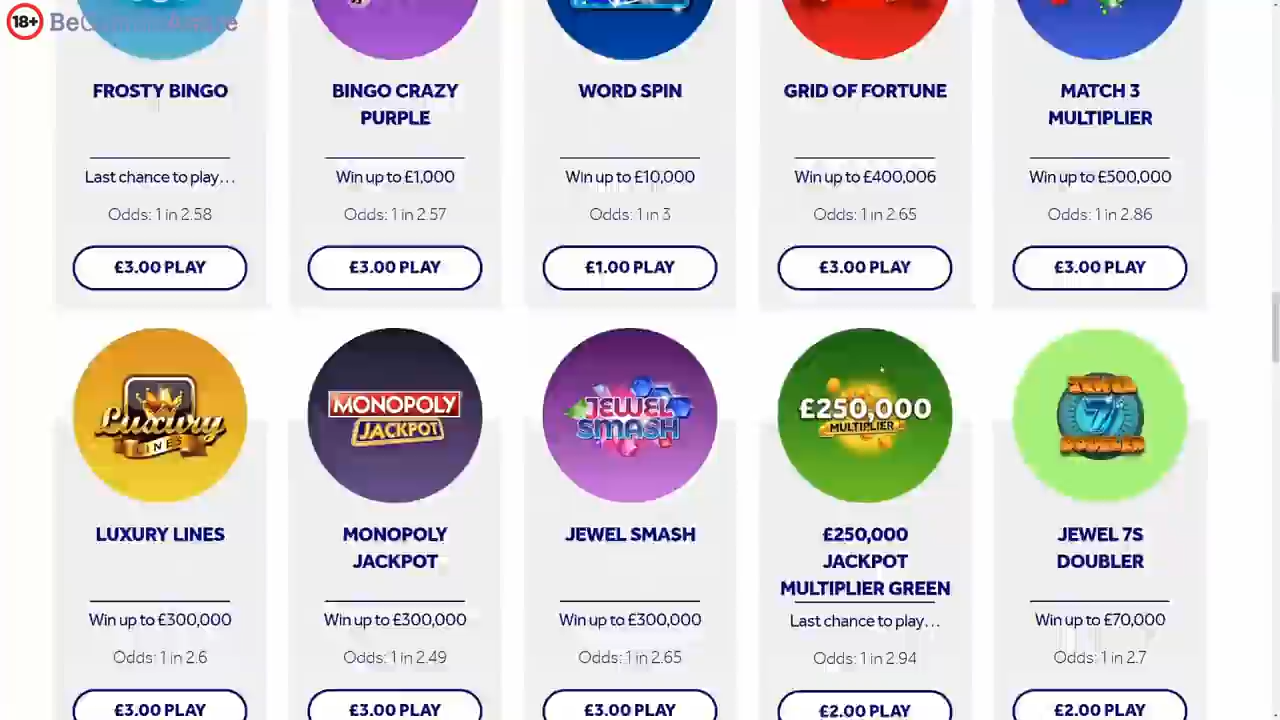 18+
FROSTY BINGO
BINGO CRAZY
PURPLE
WORD SPIN
GRID OF FORTUNE
MATCH 3
MULTIPLIER
Last chance to play...
Win up to £1,000
Win up to £10,000
Win up to £400,006
Win up to £500,000
Odds: 1 in 2.58
Odds: 1 in 2.57
Odds: 1 in 3
Odds: 1 in 2.65
Odds: 1 in 2.86
£3.00 PLAY
£3.00 PLAY
£1.00 PLAY
£3.00 PLAY
£3.00 PLAY
Luxury
LINES
MONOPOLY
JACKPOT
JEWEL
SMASH
£250,000
MULTIPLIER
JEWEL
7
DOUBLER
LUXURY LINES
MONOPOLY
JACKPOT
JEWEL SMASH
£250,000
JACKPOT
MULTIPLIER GREEN
JEWEL 7S
DOUBLER
Win up to £300,000
Win up to £300,000
Win up to £300,000
Last chance to play...
Win up to £70,000
Odds: 1 in 2.6
Odds: 1 in 2.49
Odds: 1 in 2.65
Odds: 1 in 2.94
Odds: 1 in 2.7
£3.00 PLAY
£3.00 PLAY
£3.00 PLAY
£2.00 PLAY
£2.00 PLAY